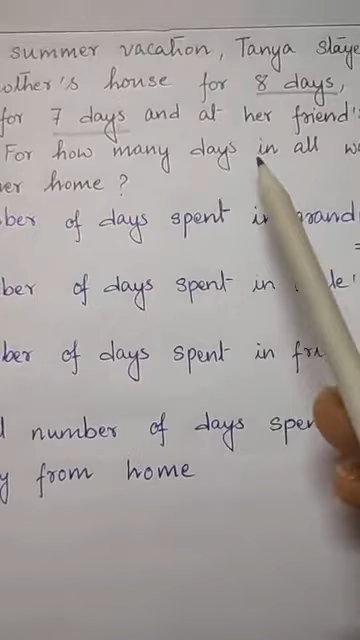 summer vacation, Tanya staye
other's house for 8 days,
for 7 days and at her friend's
For how many days in all
er home ?
ber of days spent in grand
=
ber of days spent in
ber of days spent in fri
number of days spen
y from home